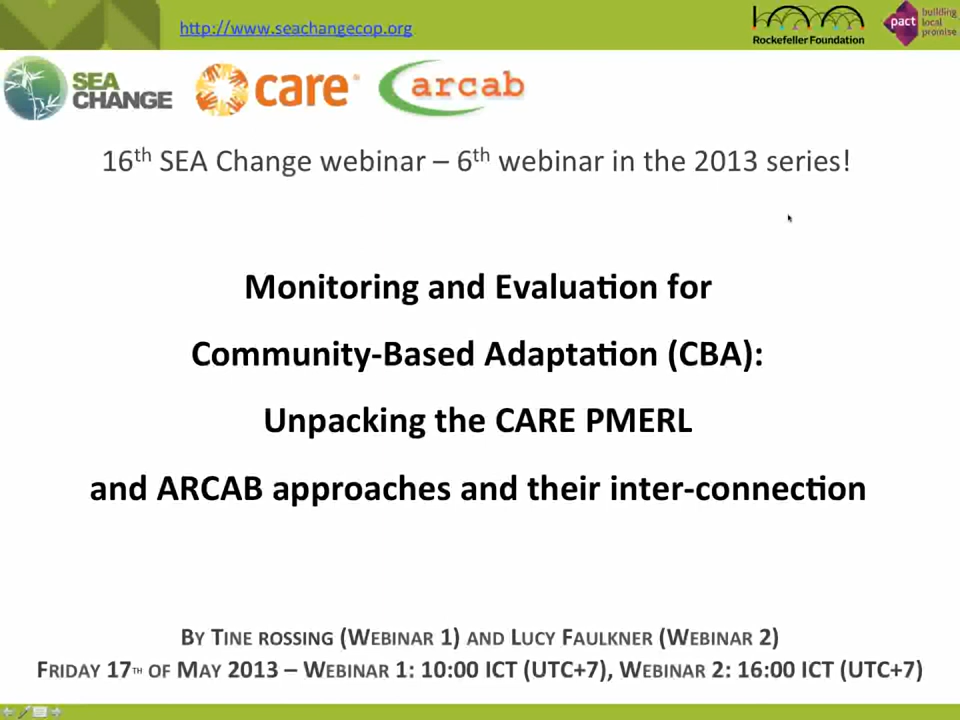 http://www.seachangecop.org
Rockefeller Foundation
pact
building
local
promise
SEA
CHANGE
care
arcab
16th SEA Change webinar – 6th webinar in the 2013 series!
Monitoring and Evaluation for
Community-Based Adaptation (CBA):
Unpacking the CARE PMERL
and ARCAB approaches and their inter-connection
BY TINE ROSSING (WEBINAR 1) AND LUCY FAULKNER (WEBINAR 2)
FRIDAY 17TH OF MAY 2013 – WEBINAR 1: 10:00 ICT (UTC+7), WEBINAR 2: 16:00 ICT (UTC+7)